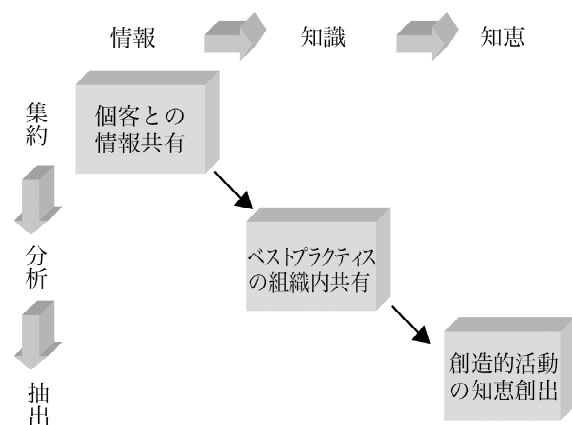 情報 知識 知恵
集約
個客との
情報共有
分析
ベストプラクティス
の組織内共有
抽出
創造的活動
の知恵創出